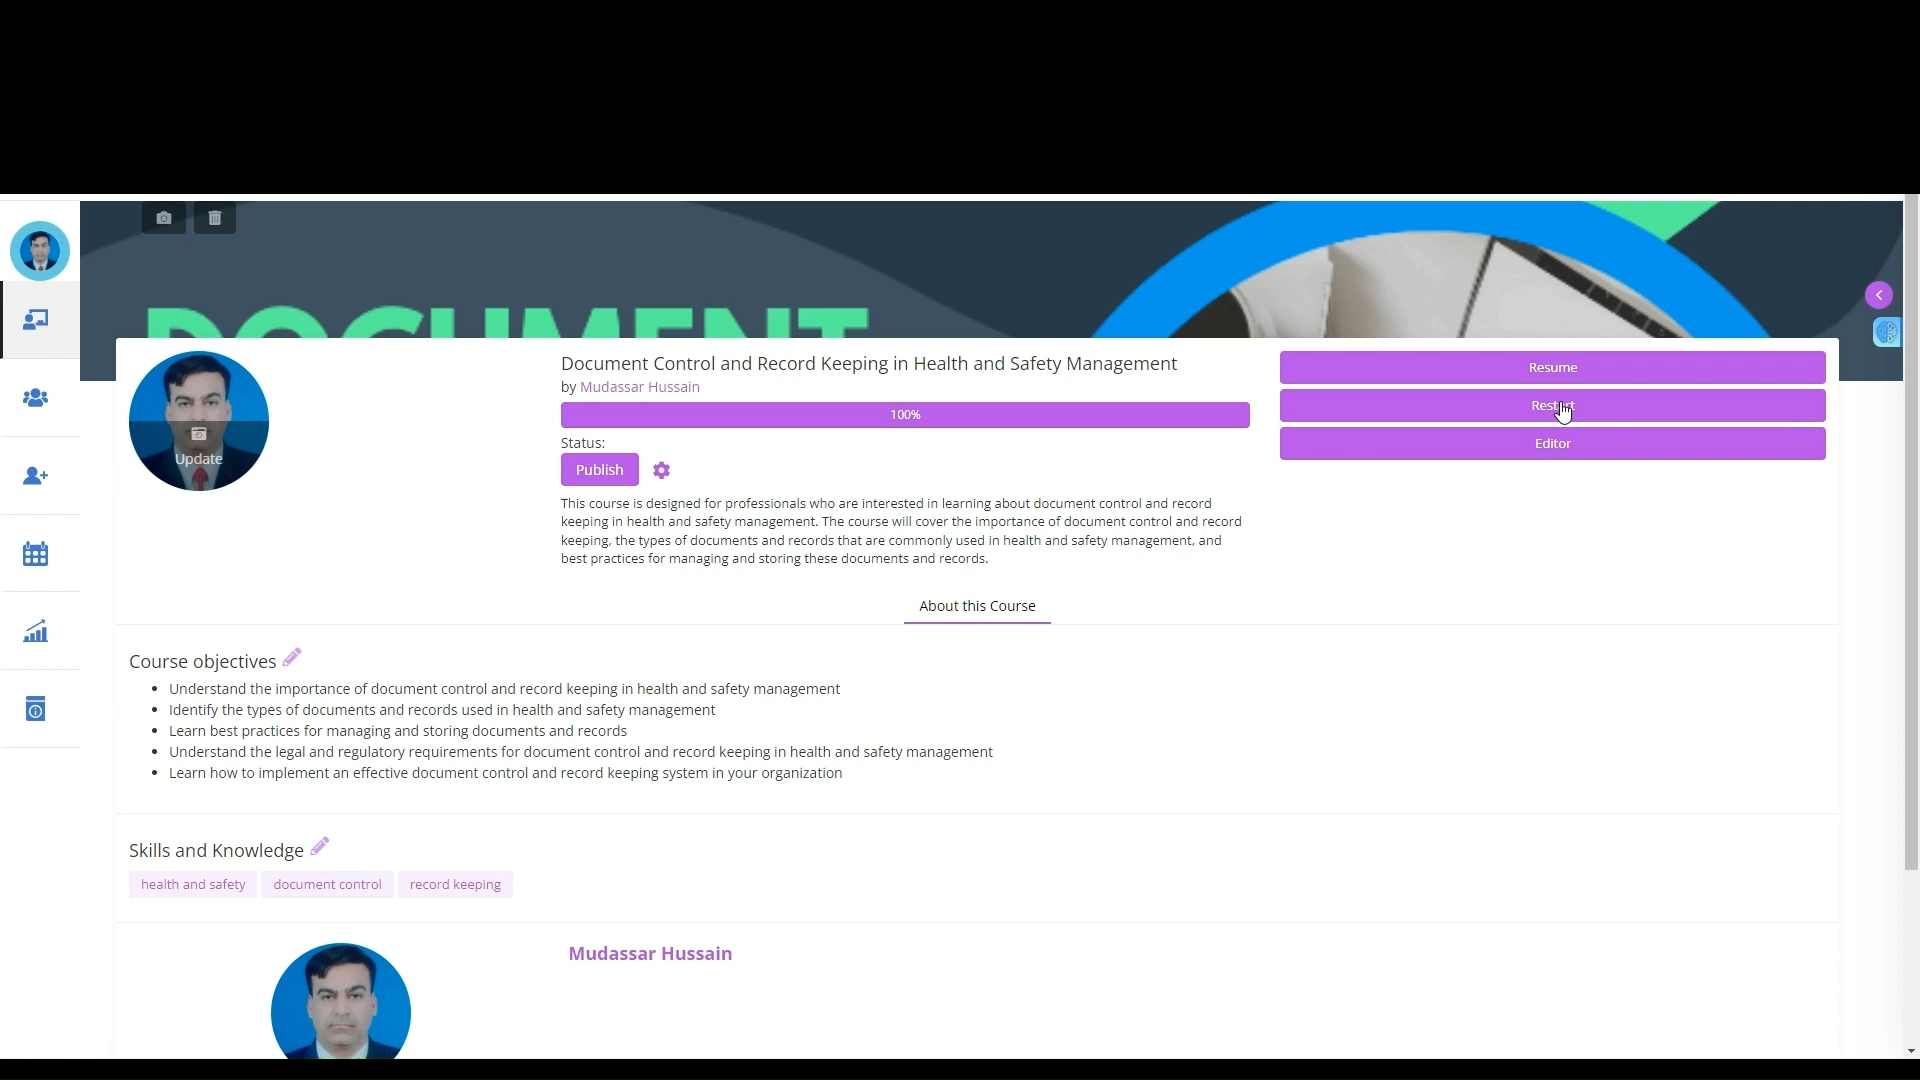 DOCUMENT
Document Control and Record Keeping in Health and Safety Management
by Mudassar Hussain
100%
Status:
Publish
This course is designed for professionals who are interested in learning about document control and record
keeping in health and safety management. The course will cover the importance of document control and record
keeping, the types of documents and records that are commonly used in health and safety management, and
best practices for managing and storing these documents and records.
Resume
Restart
Editor
Update
About this Course
Course objectives
Understand the importance of document control and record keeping in health and safety management
Identify the types of documents and records used in health and safety management
Learn best practices for managing and storing documents and records
Understand the legal and regulatory requirements for document control and record keeping in health and safety management
Learn how to implement an effective document control and record keeping system in your organization
Skills and Knowledge
health and safety
document control
record keeping
Mudassar Hussain